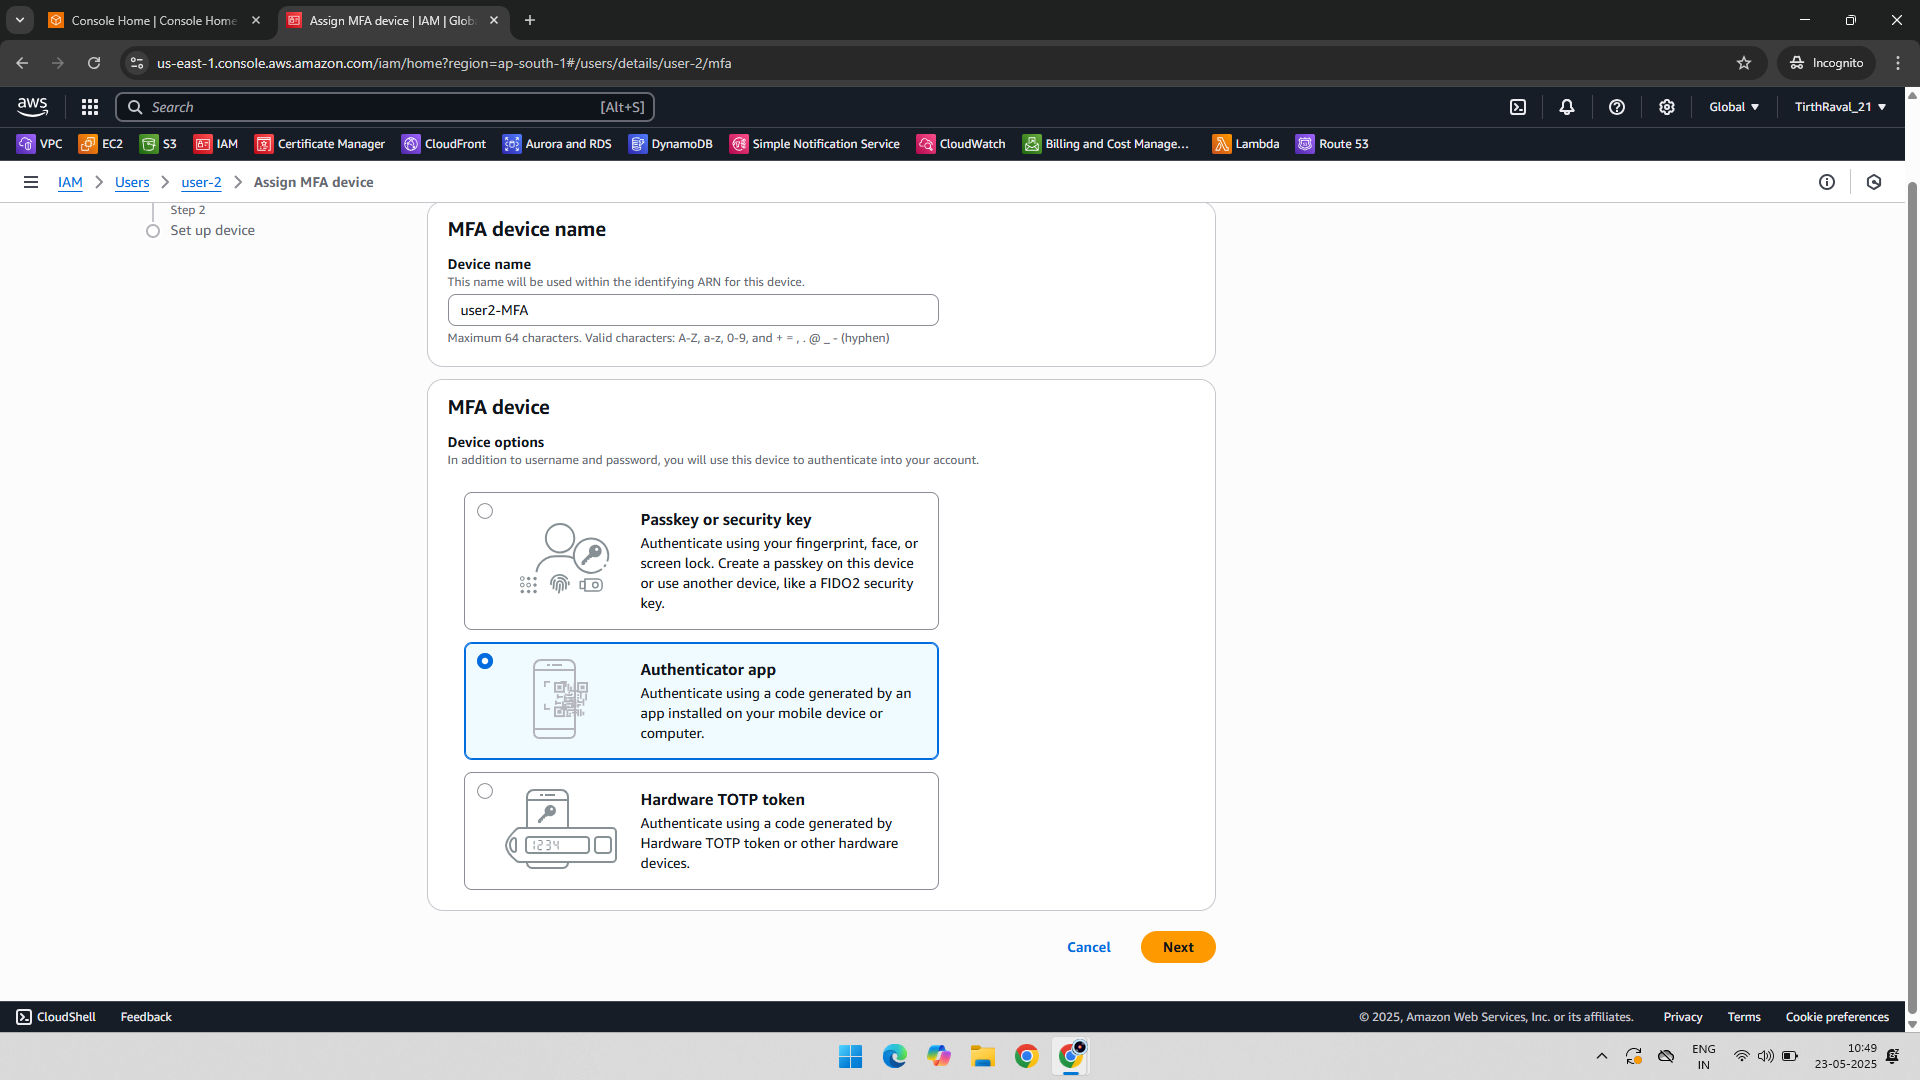 Console Home | Console Home
Assign MFA device | IAM | Glob
us-east-1.console.aws.amazon.com/iam/home?region=ap-south-1#/users/details/user-2/mfa
Incognito
aws
Search
[Alt+S]
Global
TirthRaval_21
VPC
EC2
S3
IAM
Certificate Manager
CloudFront
Aurora and RDS
DynamoDB
Simple Notification Service
CloudWatch
Billing and Cost Manage...
Lambda
Route 53
IAM
Users
user-2
Assign MFA device
Step 2
Set up device
MFA device name
Device name
This name will be used within the identifying ARN for this device.
user2-MFA
Maximum 64 characters. Valid characters: A-Z, a-z, 0-9, and + = , . @ _ - (hyphen)
MFA device
Device options
In addition to username and password, you will use this device to authenticate into your account.
Passkey or security key
Authenticate using your fingerprint, face, or
screen lock. Create a passkey on this device
or use another device, like a FIDO2 security
key.
Authenticator app
Authenticate using a code generated by an
app installed on your mobile device or
computer.
1234
Hardware TOTP token
Authenticate using a code generated by
Hardware TOTP token or other hardware
devices.
Cancel
Next
CloudShell
Feedback
© 2025, Amazon Web Services, Inc. or its affiliates.
Privacy
Terms
Cookie preferences
ENG
IN
10:49
23-05-2025